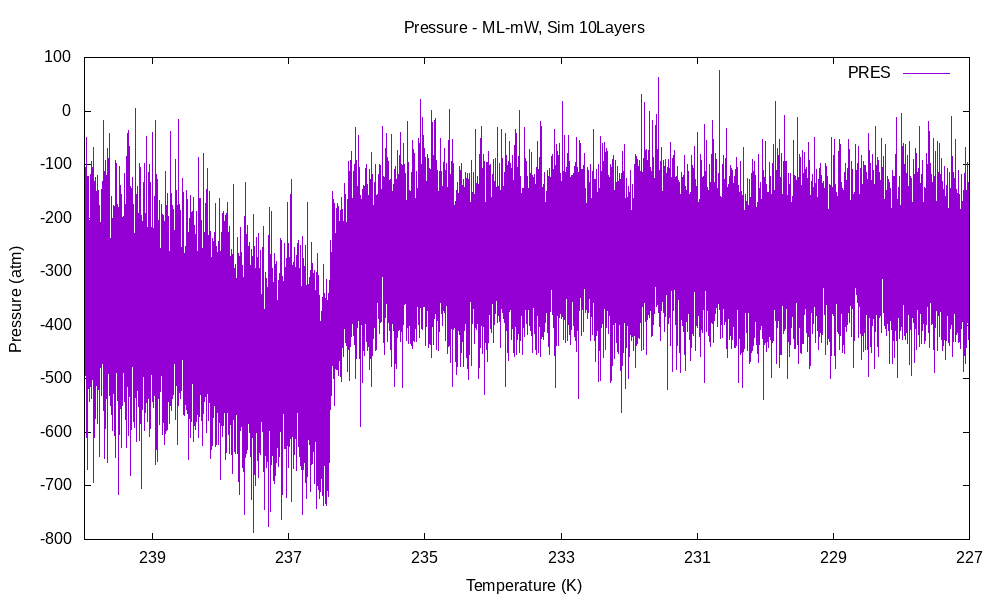 Pressure - ML-mW, Sim 10Layers
PRES
100
0
-100
-200
-300
-400
-500
-600
-700
-800
Pressure (atm)
239 237 235 233 231 229 227
Temperature (K)